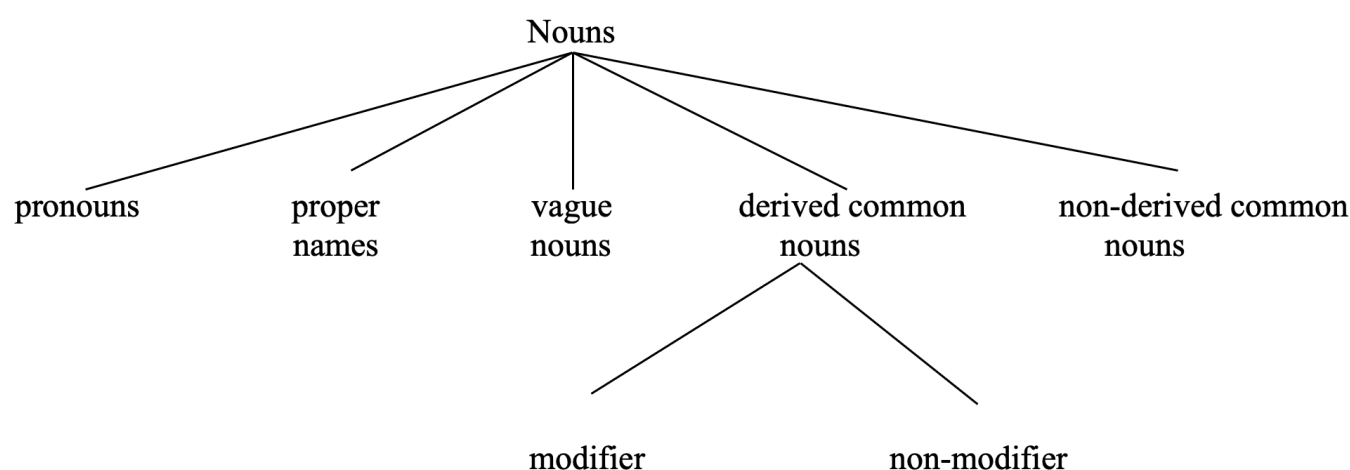 Nouns
pronouns proper vague derived common non-derived common
names nouns nouns nouns
modifier non-modifier